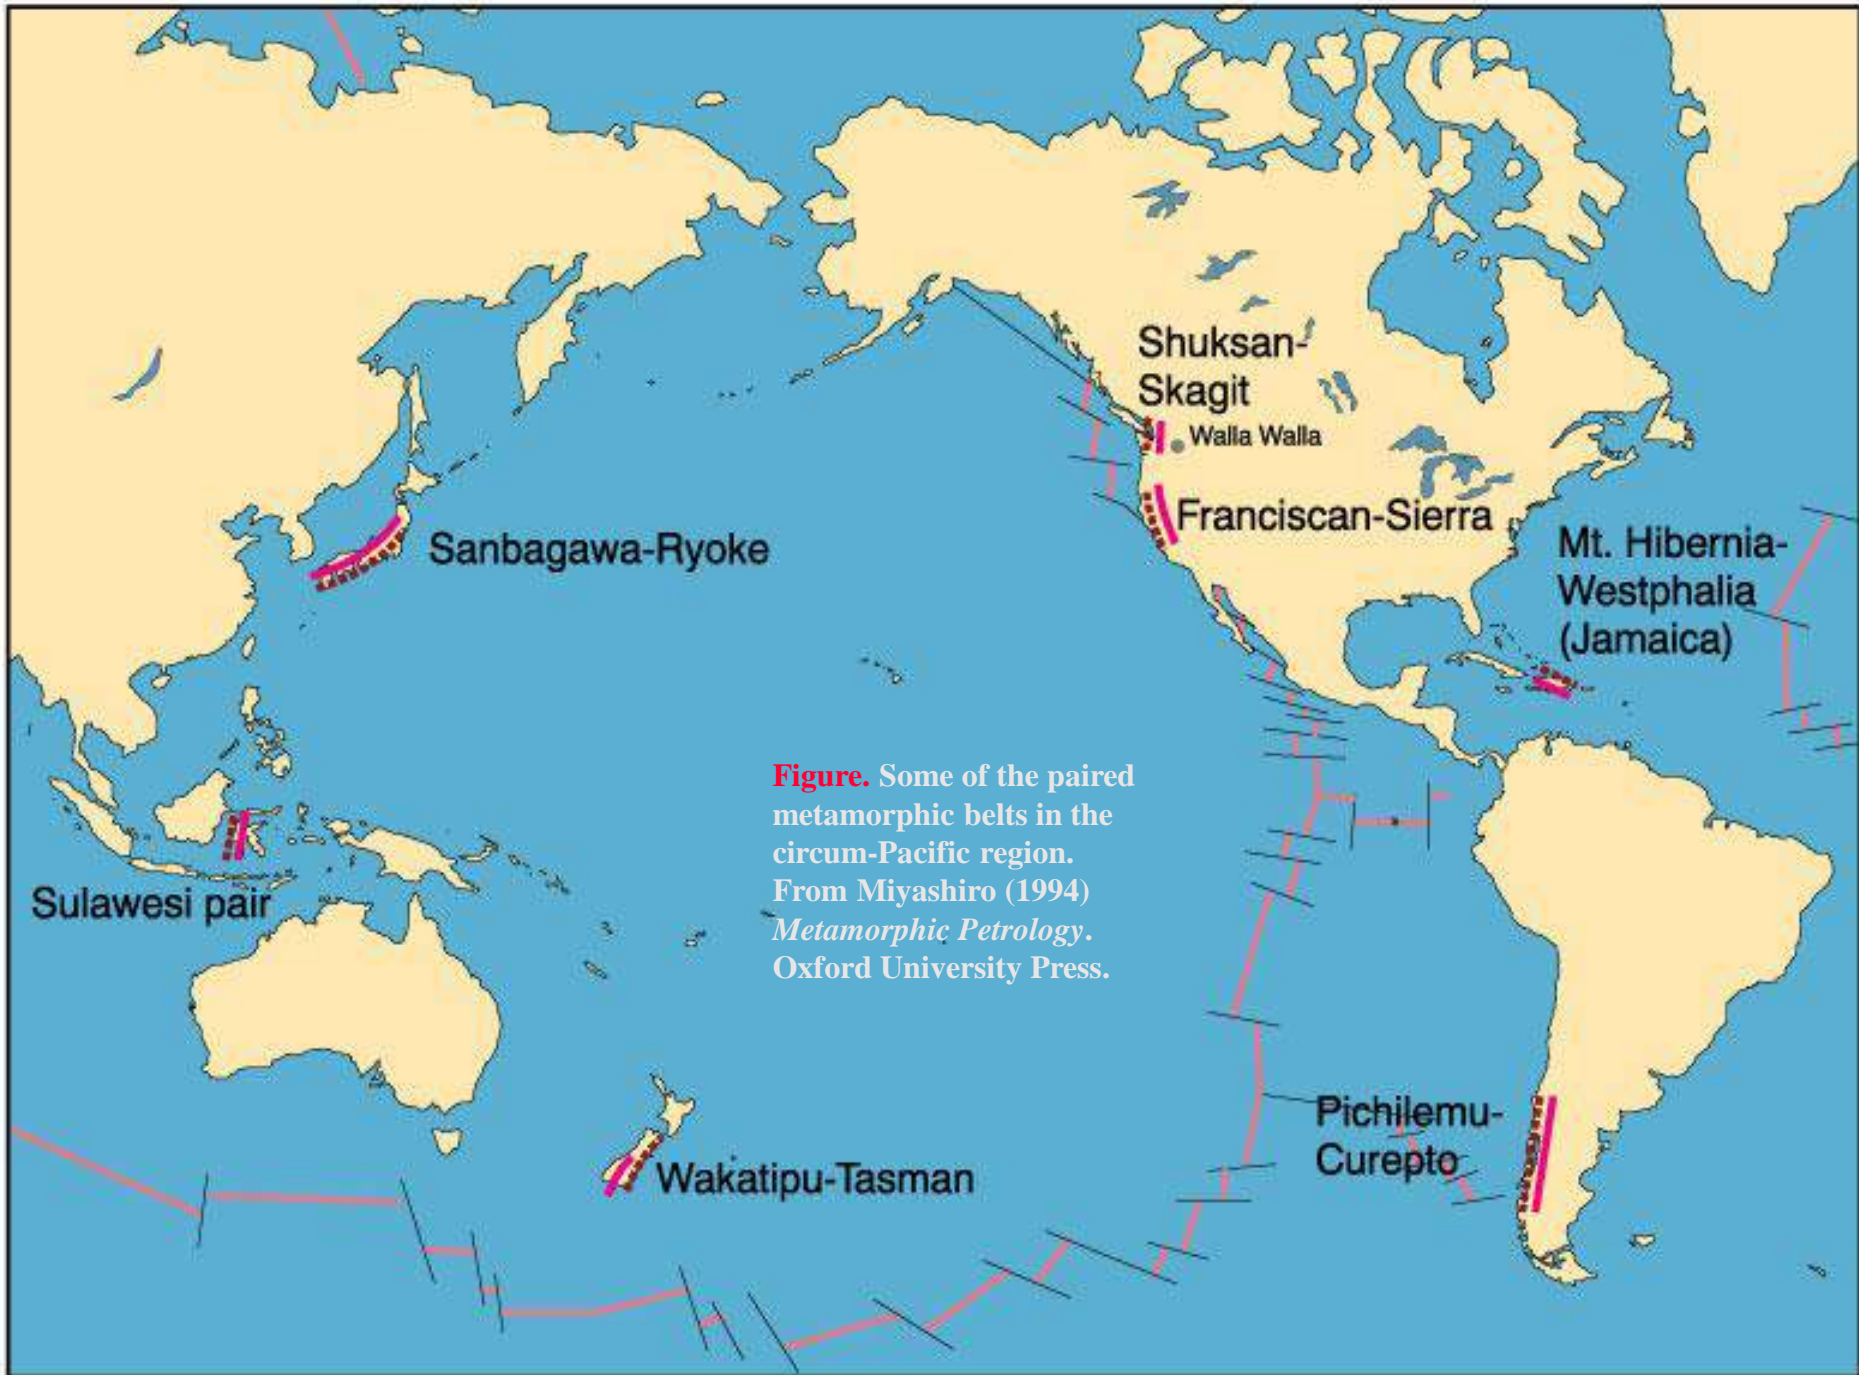 Shuksan-
Skagit
Walla Walla
Franciscan-Sierra
Sanbagawa-Ryoke
Mt. Hibernia-
Westphalia
(Jamaica)
Figure. Some of the paired
metamorphic belts in the
circum-Pacific region.
From Miyashiro (1994)
Metamorphic Petrology.
Oxford University Press.
Sulawesi pair
Pichilemu-
Curepto
Wakatipu-Tasman